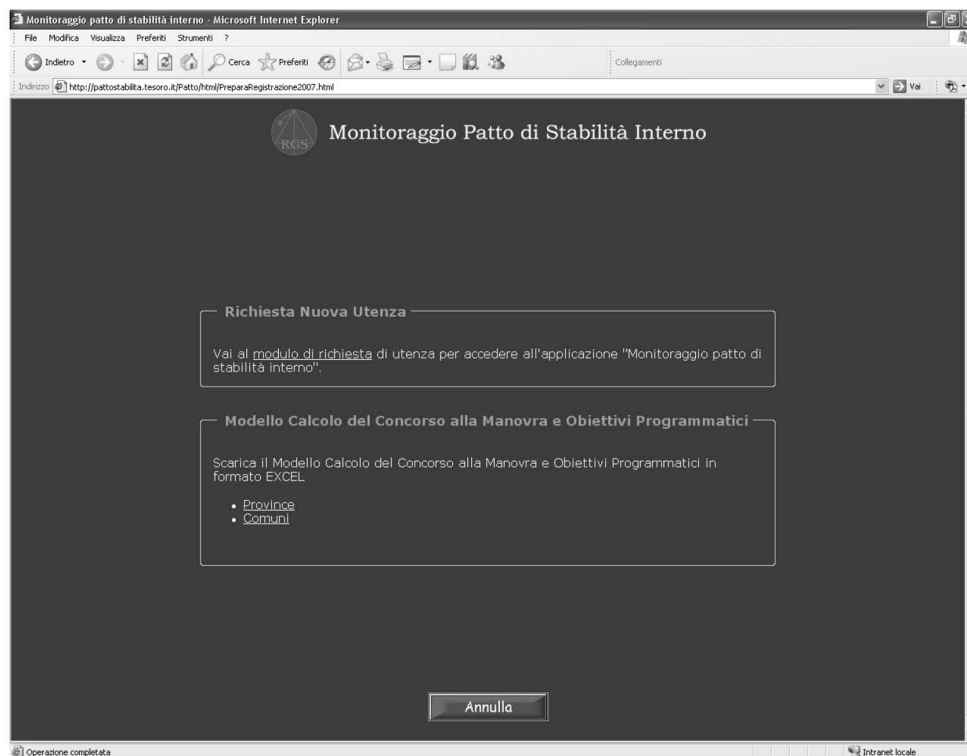 Monitoraggio patto di stabilità interno - Microsoft Internet Explorer
File Modifica Visualizza Preferiti Strumenti ?
Indietro Cerca Preferiti Collegamenti
Indirizzo http://pattostabilita.tesoro.it/Patto/html/PreparaRegistrazione2007.html Vai
RGS Monitoraggio Patto di Stabilità Interno
Richiesta Nuova Utenza
Vai al modulo di richiesta di utenza per accedere all'applicazione "Monitoraggio patto di
stabilità interno".
Modello Calcolo del Concorso alla Manovra e Obiettivi Programmatici
Scarica il Modello Calcolo del Concorso alla Manovra e Obiettivi Programmatici in
formato EXCEL
• Province
• Comuni
Annulla
Operazione completata Intranet locale